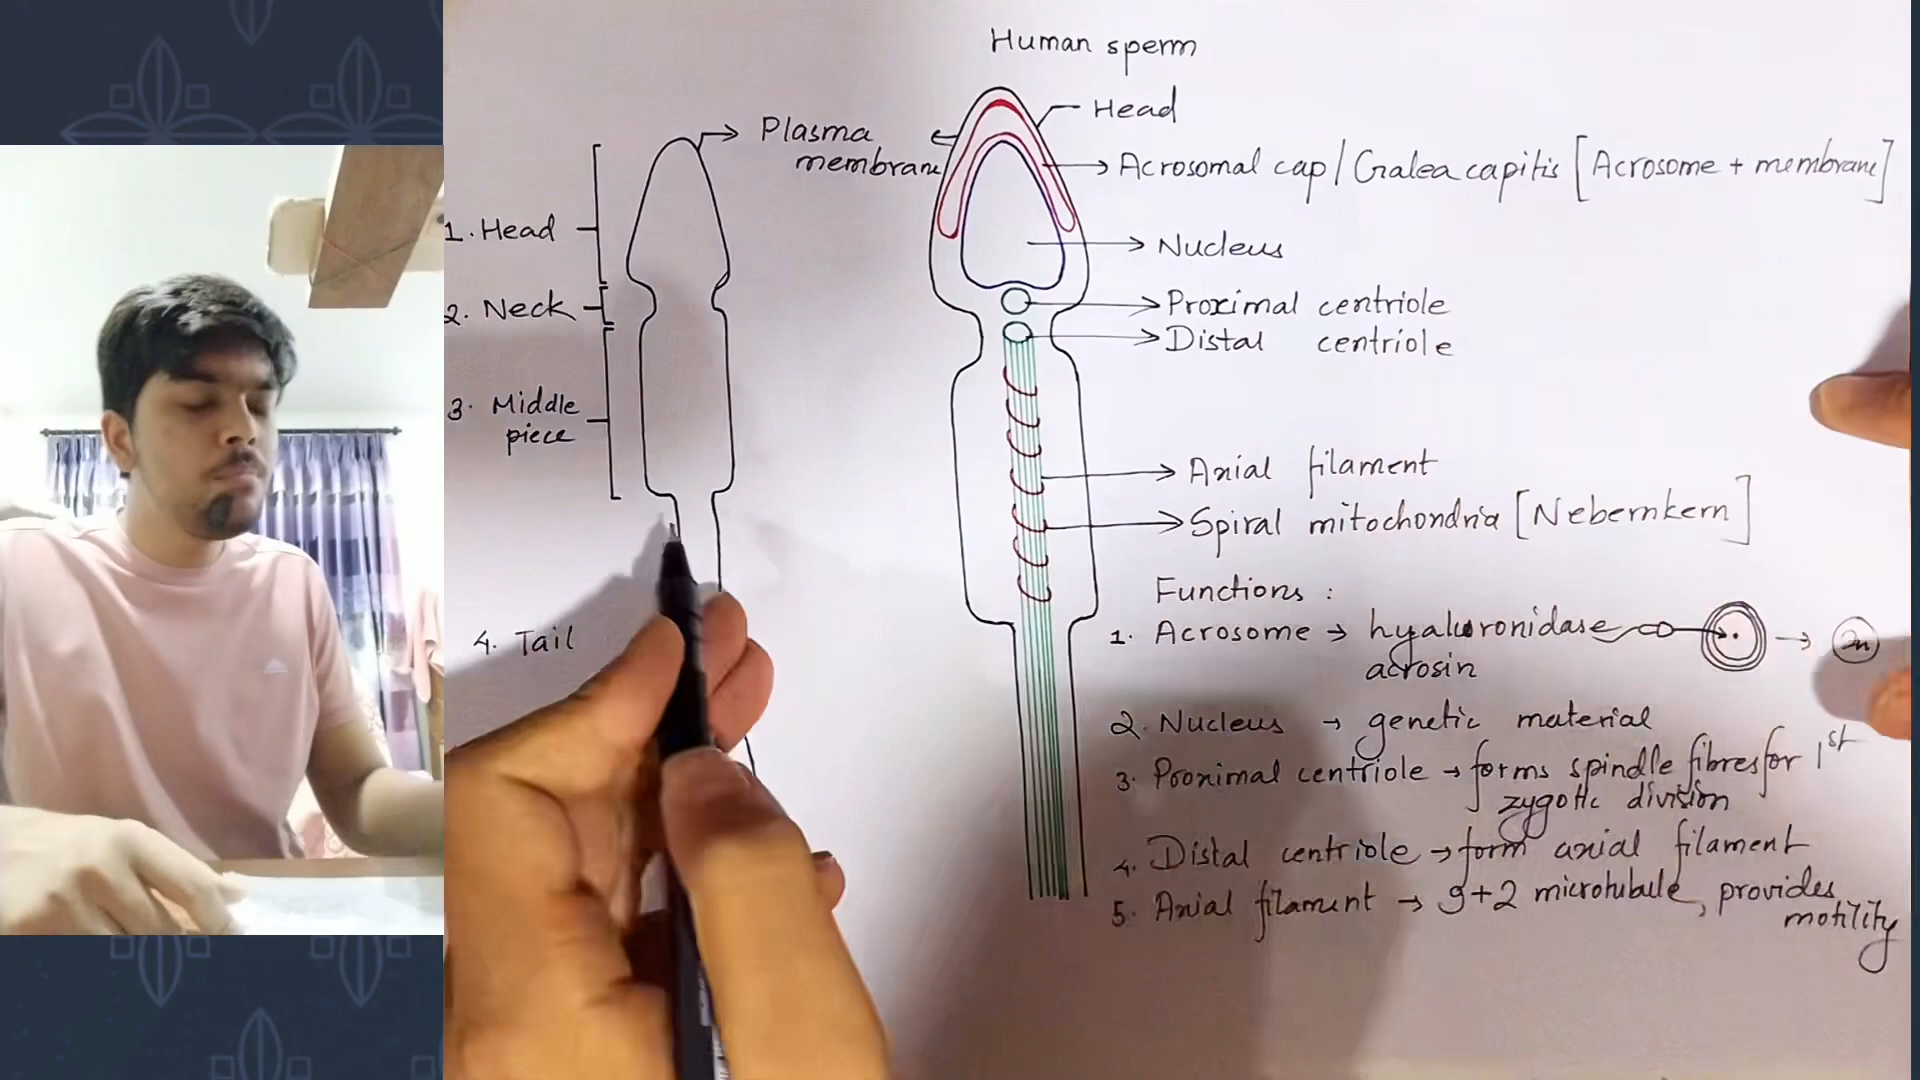 Human sperm
1. Head
2. Neck
3. Middle
piece
4. Tail
Plasma
membrane
Head
Acrosomal cap/Galea capitis [Acrosome + membrane]
Nucleus
Proximal centriole
Distal centriole
Axial filament
Spiral mitochondria [Nebernkern]
Functions :
1. Acrosome → hyaluronidase → 2n
acrosin
2. Nucleus → genetic material
3. Proximal centriole → forms spindle fibres for 1st
zygotic division
4. Distal centriole → form axial filament
5. Axial filament → 9+2 microtubule, provides
motility